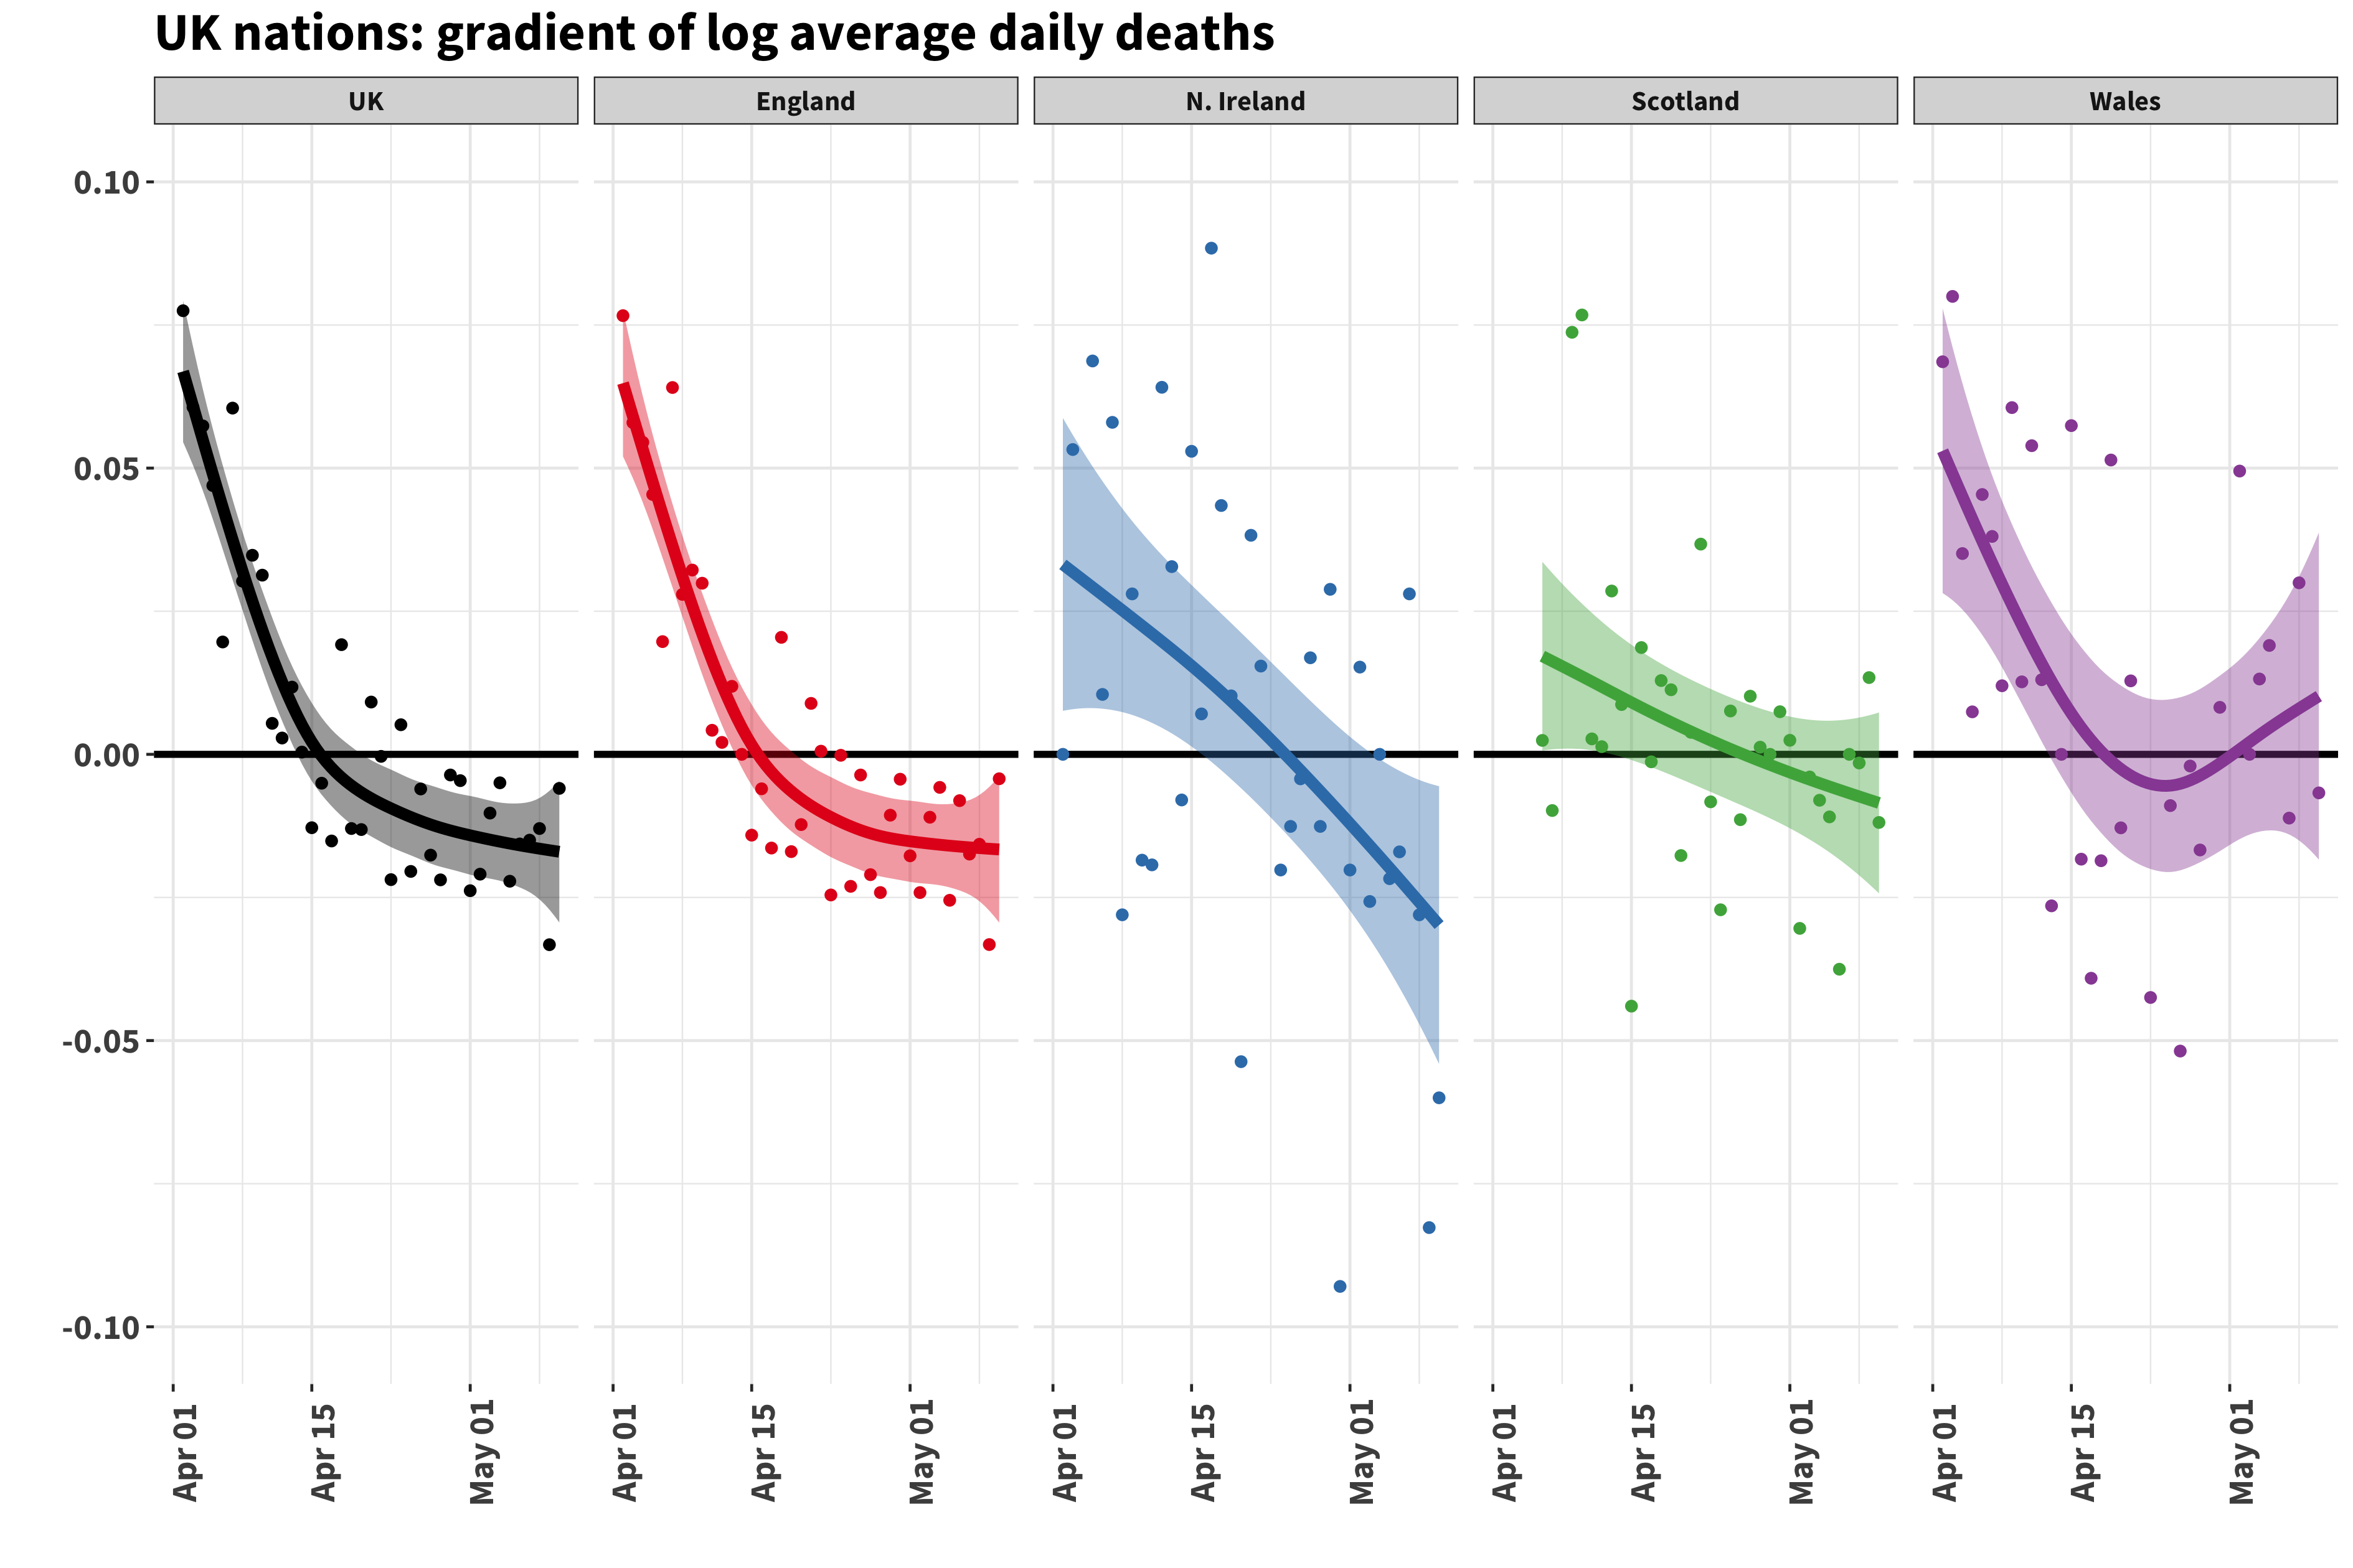 UK nations: gradient of log average daily deaths
UK
England
N. Ireland
Scotland
Wales
0.10
0.05
0.00
-0.05
-0.10
Apr 01
Apr 15
May 01
Apr 01
Apr 15
May 01
Apr 01
Apr 15
May 01
Apr 01
Apr 15
May 01
Apr 01
Apr 15
May 01